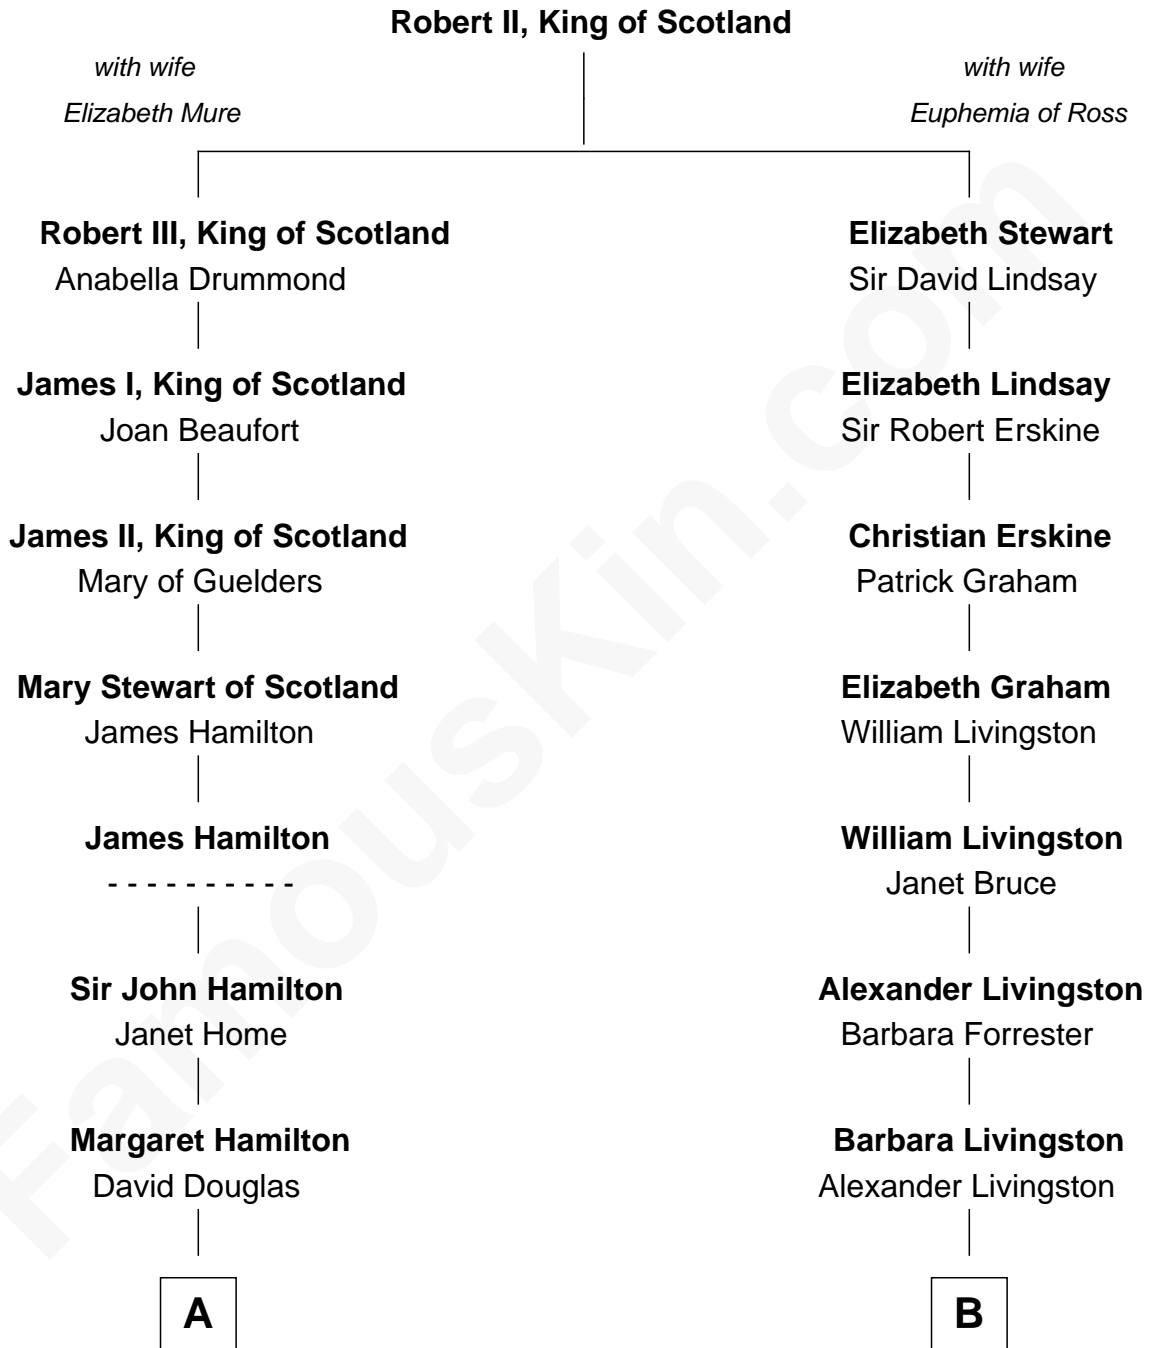 Robert II, King of Scotland
with wife
Elizabeth Mure
with wife
Euphemia of Ross
Robert III, King of Scotland
Anabella Drummond
Elizabeth Stewart
Sir David Lindsay
James I, King of Scotland
Joan Beaufort
Elizabeth Lindsay
Sir Robert Erskine
James II, King of Scotland
Mary of Guelders
Christian Erskine
Patrick Graham
Mary Stewart of Scotland
James Hamilton
Elizabeth Graham
William Livingston
James Hamilton
- - - - - - - - - -
William Livingston
Janet Bruce
Sir John Hamilton
Janet Home
Alexander Livingston
Barbara Forrester
Margaret Hamilton
David Douglas
Barbara Livingston
Alexander Livingston
A
B
FamousKin.com